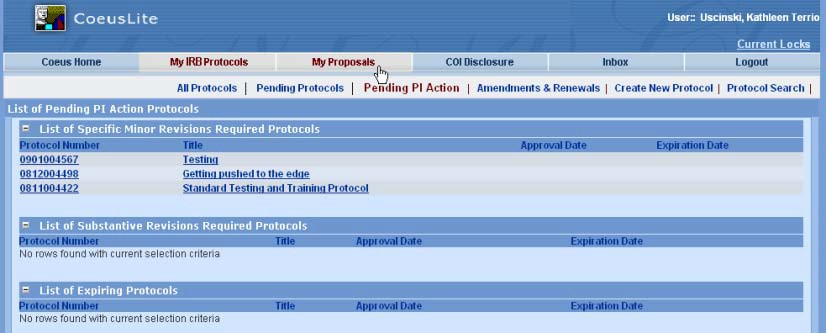 CoeusLite
User:: Uscinski, Kathleen Terrio
Current Locks
Coeus Home My IRB Protocols My Proposals COI Disclosure Inbox Logout
All Protocols | Pending Protocols | Pending PI Action | Amendments & Renewals | Create New Protocol | Protocol Search |
List of Pending PI Action Protocols
List of Specific Minor Revisions Required Protocols
Protocol Number Title Approval Date Expiration Date
0901004567 Testing
0812004498 Getting pushed to the edge
0811004422 Standard Testing and Training Protocol
List of Substantive Revisions Required Protocols
Protocol Number Title Approval Date Expiration Date
No rows found with current selection criteria
List of Expiring Protocols
Protocol Number Title Approval Date Expiration Date
No rows found with current selection criteria